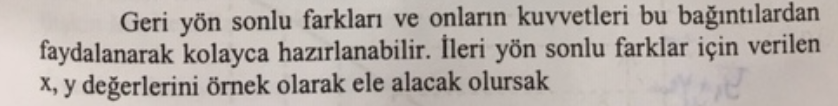 Geri yön sonlu farkları ve onların kuvvetleri bu bağıntılardan
faydalanarak kolayca hazırlanabilir. İleri yön sonlu farklar için verilen
x, y değerlerini örnek olarak ele alacak olursak